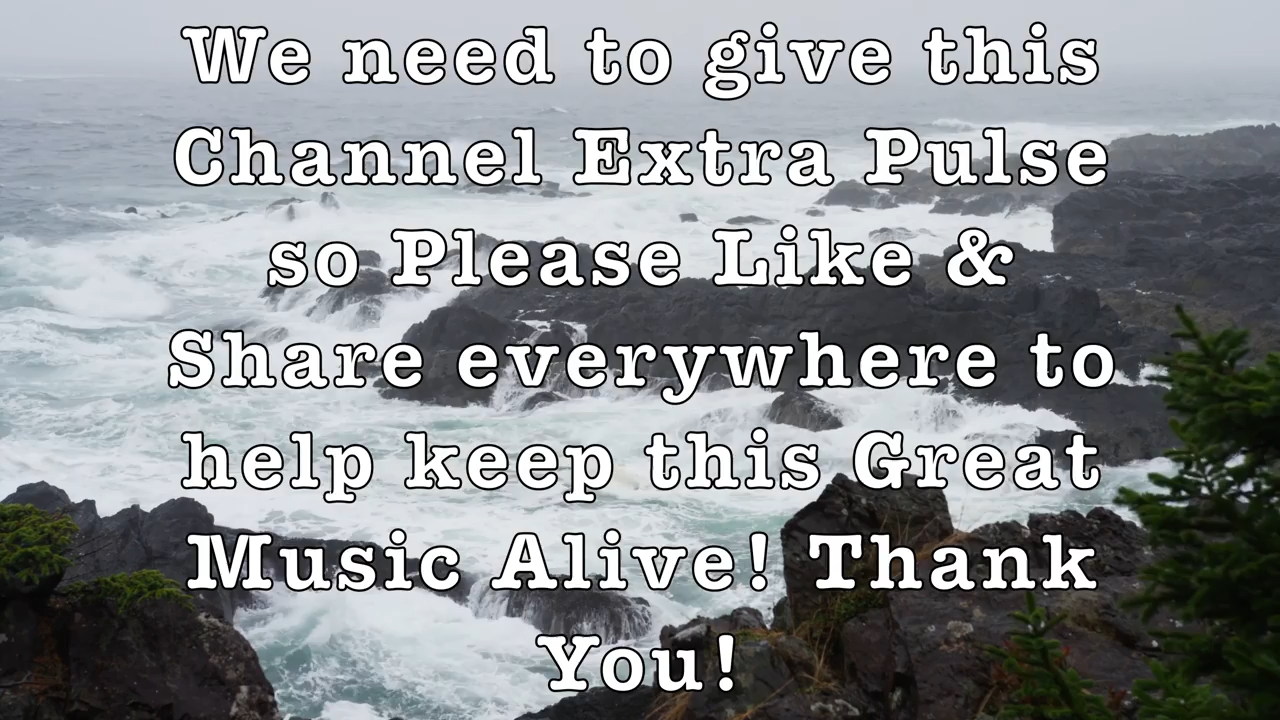 We need to give this
Channel Extra Pulse
so Please Like &
Share everywhere to
help keep this Great
Music Alive! Thank
You!